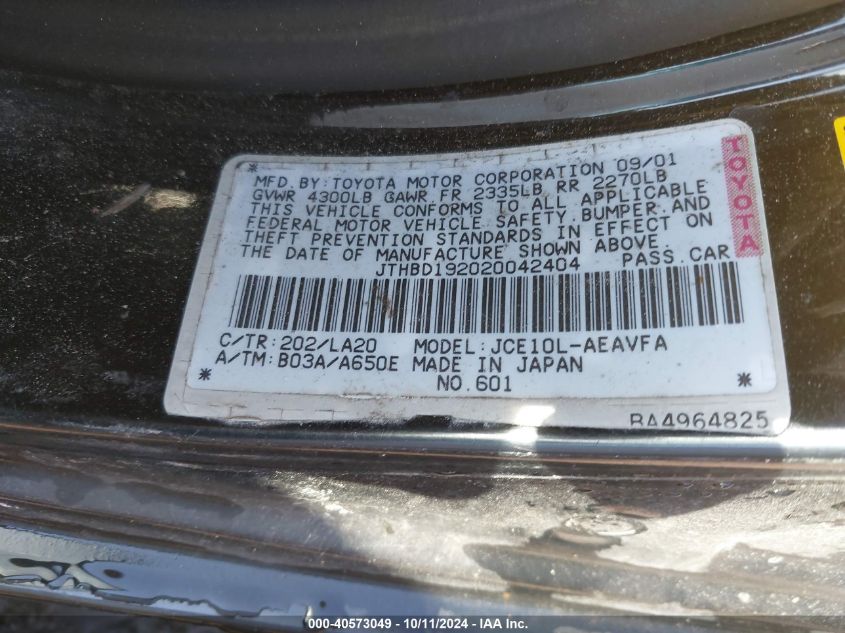 MFD. BY: TOYOTA MOTOR CORPORATION 09/01
GVWR 4300LB GAWR FR 2335LB RR 2270LB
THIS VEHICLE CONFORMS TO ALL APPLICABLE
FEDERAL MOTOR VEHICLE SAFETY, BUMPER AND
THEFT PREVENTION STANDARDS IN EFFECT ON
THE DATE OF MANUFACTURE SHOWN ABOVE.
JTHBD192020042404 PASS. CAR
TOYOTA
C/TR: 202/LA20 MODEL: JCE10L-AEAVFA
A/TM: B03A/A650E MADE IN JAPAN
NO. 601
BA4964825
000-40573049 - 10/11/2024 - IAAI Inc.